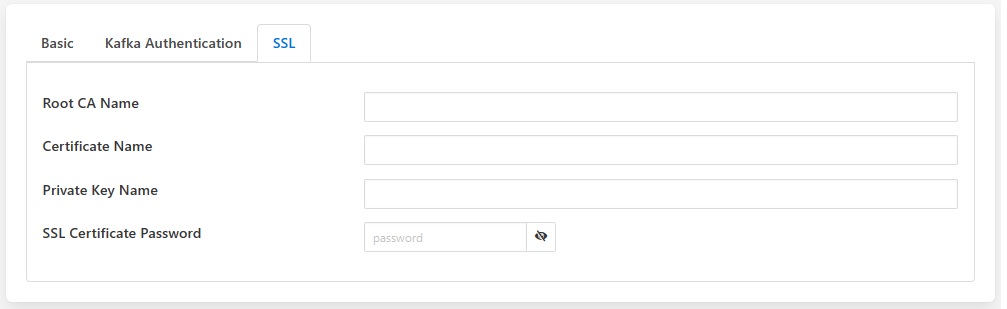 Basic Kafka Authentication SSL
Root CA Name
Certificate Name
Private Key Name
SSL Certificate Password password